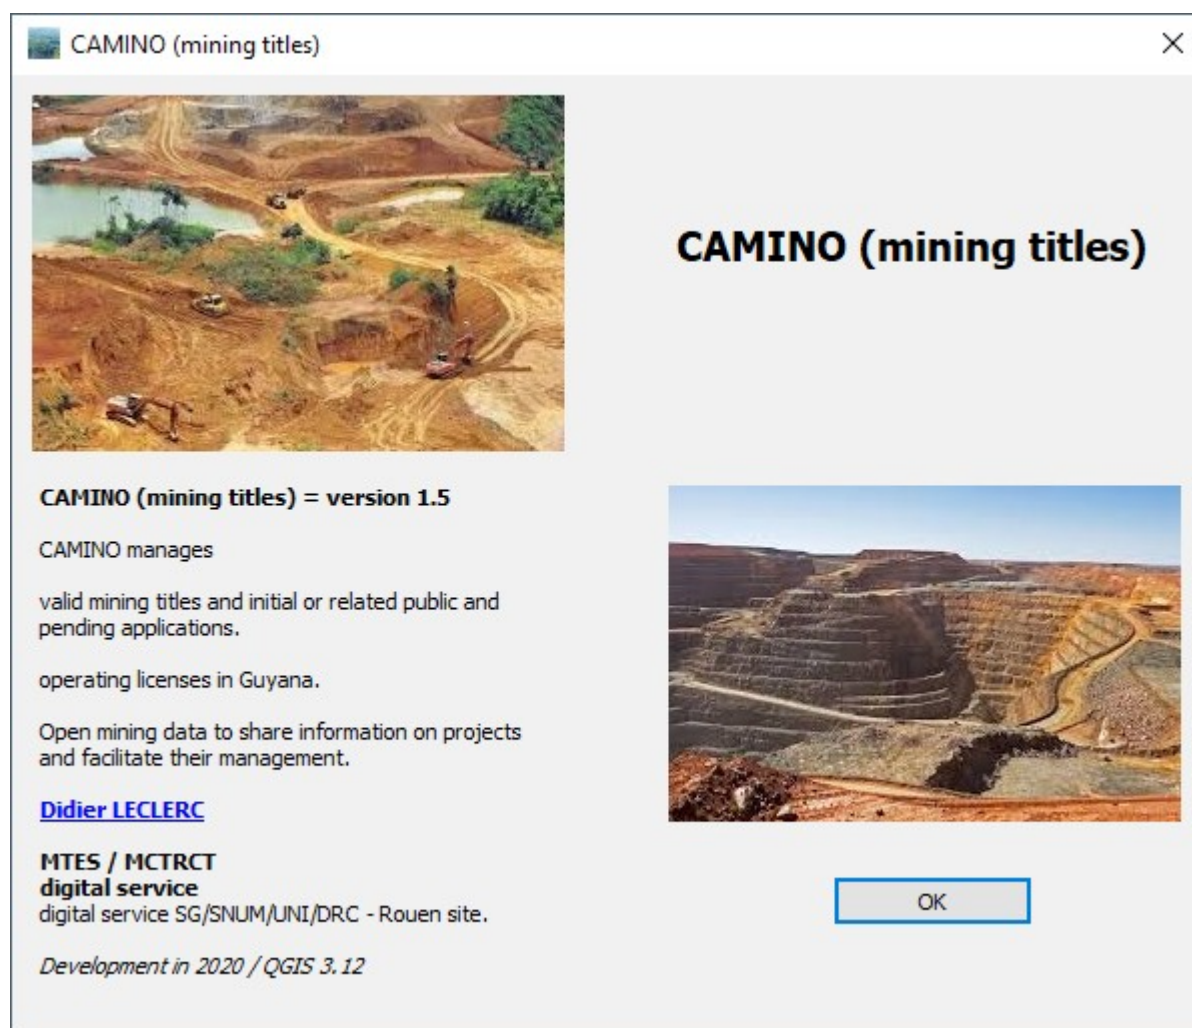 CAMINO (mining titles)
CAMINO (mining titles)
CAMINO (mining titles) = version 1.5
CAMINO manages
valid mining titles and initial or related public and
pending applications.
operating licenses in Guyana.
Open mining data to share information on projects
and facilitate their management.
Didier LECLERC
MTES / MCTRCT
digital service
digital service SG/SNUM/UNI/DRC - Rouen site.
Development in 2020 / QGIS 3.12
OK